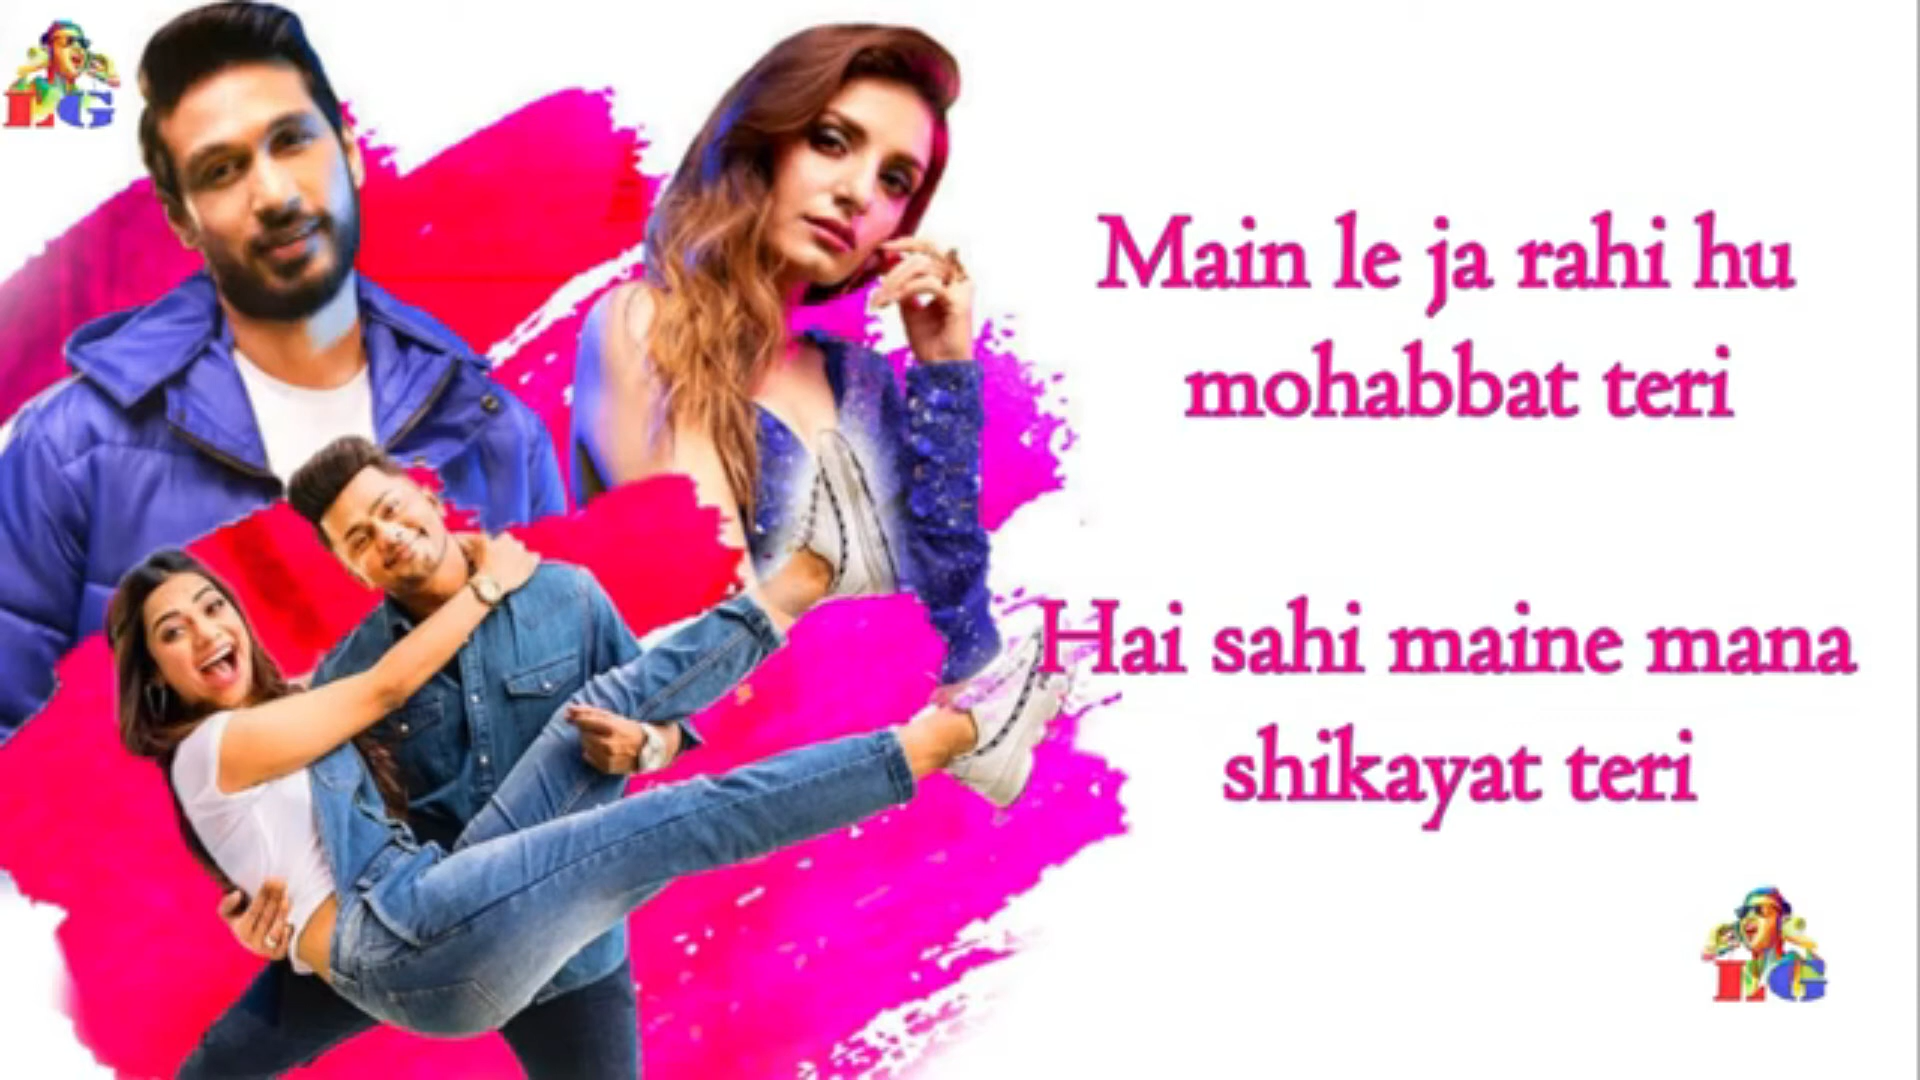 LG
Main le ja rahi hu
mohabbat teri
Hai sahi maine mana
shikayat teri
LG